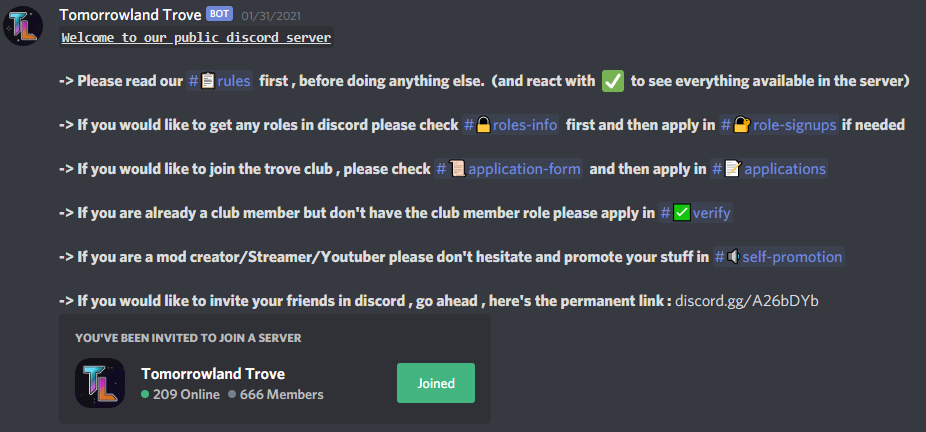 Tomorrowland Trove BOT 01/31/2021
Welcome to our public discord server
-> Please read our #📋rules first , before doing anything else. (and react with ✅ to see everything available in the server)
-> If you would like to get any roles in discord please check #🔒roles-info first and then apply in #🔐role-signups if needed
-> If you would like to join the trove club , please check #📜application-form and then apply in #📝applications
-> If you are already a club member but don't have the club member role please apply in #✅verify
-> If you are a mod creator/Streamer/Youtuber please don't hesitate and promote your stuff in #🔈self-promotion
-> If you would like to invite your friends in discord , go ahead , here's the permanent link : discord.gg/A26bDYb
YOU'VE BEEN INVITED TO JOIN A SERVER
TL
Tomorrowland Trove
209 Online 666 Members
Joined